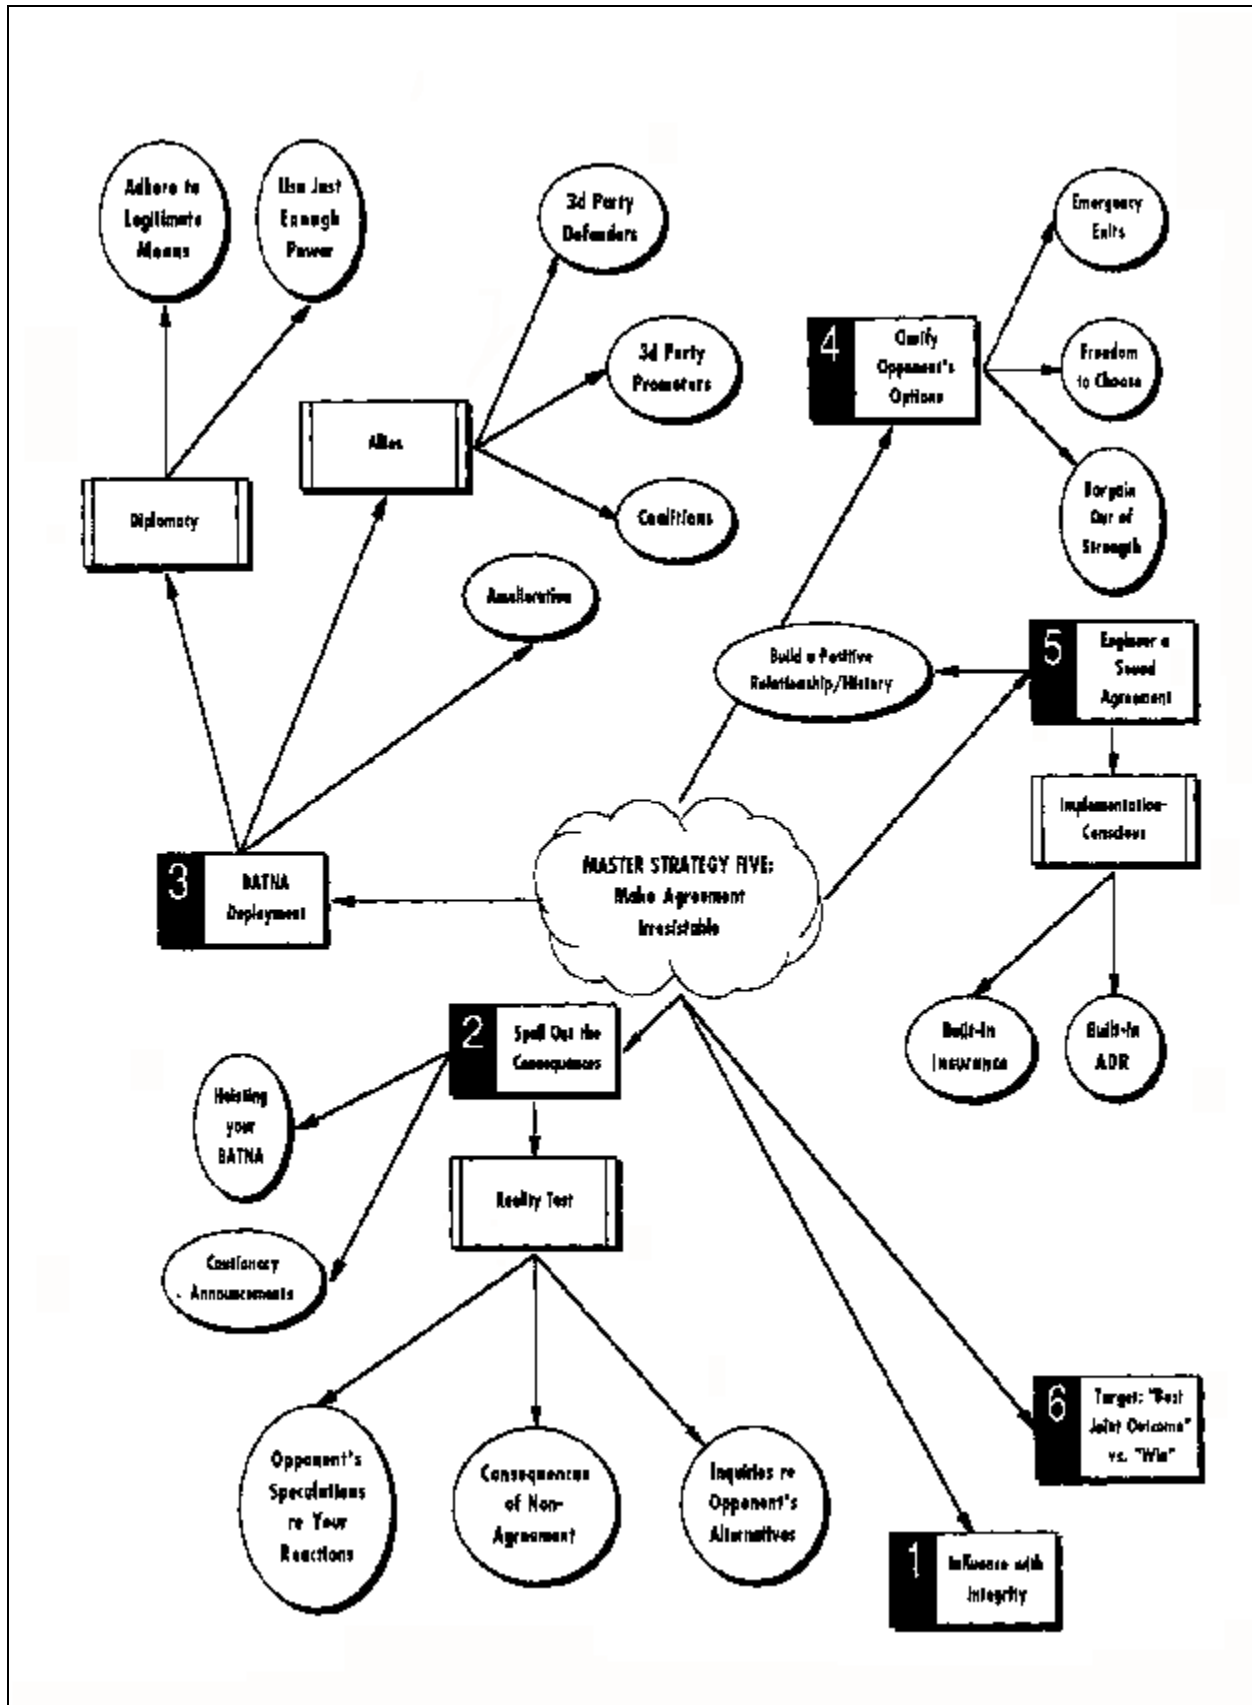 Adhere to
Legitimate
Means
Use Just
Enough
Power
3d Party
Defenders
Emergency
Exits
4
Clarify
Opponent's
Options
3d Party
Promoters
Freedom
to Choose
Allies
Coalitions
Bargain
Out of
Strength
Diplomacy
Amelioration
Build a Positive
Relationship/History
5
Engineer a
Sound
Agreement
Implementation-
Conscious
MASTER STRATEGY FIVE:
Make Agreement
Irresistable
3
BATNA
Deployment
2
Spell Out the
Consequences
Built-In
Insurance
Built-In
ADR
Hoisting
your
BATNA
Reality Test
Cautionary
Announcements
6
Target: "Best
Joint Outcome"
vs. "Win"
Opponent's
Speculations
re Your
Reactions
Consequences
of Non-
Agreement
Inquiries re
Opponent's
Alternatives
1
Influence with
Integrity